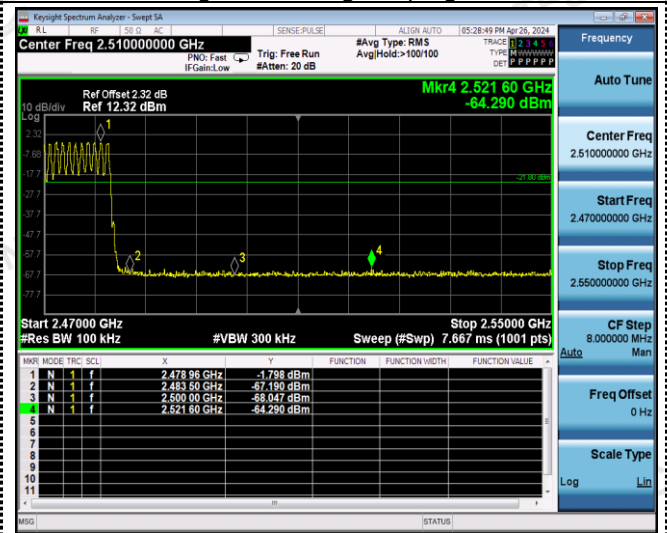 Keysight Spectrum Analyzer - Swept SA
RL RF 50 Ω AC SENSE:PULSE ALIGN AUTO 05:28:49 PM Apr 26, 2024
Center Freq 2.510000000 GHz
PNO: Fast
IFGain:Low
Trig: Free Run
#Atten: 20 dB
#Avg Type: RMS
Avg|Hold:>100/100
TRACE 1 2 3 4 5 6
TYPE M
DET P P P P P P
Frequency
Mkr4 2.521 60 GHz
-64.290 dBm
Ref Offset 2.32 dB
Ref 12.32 dBm
10 dB/div
Log
2.32
-7.68
-17.7
-27.7
-37.7
-47.7
-57.7
-67.7
-77.7
1
2
3
4
-21.80 dBm
Start 2.47000 GHz
Stop 2.55000 GHz
#Res BW 100 kHz
#VBW 300 kHz
Sweep (#Swp) 7.667 ms (1001 pts)
MKR MODE TRC SCL X Y FUNCTION FUNCTION WIDTH FUNCTION VALUE
1 N 1 f 2.478 96 GHz -1.798 dBm
2 N 1 f 2.483 50 GHz -67.190 dBm
3 N 1 f 2.500 00 GHz -68.047 dBm
4 N 1 f 2.521 60 GHz -64.290 dBm
5
6
7
8
9
10
11
MSG
STATUS
Auto Tune
Center Freq
2.510000000 GHz
Start Freq
2.470000000 GHz
Stop Freq
2.550000000 GHz
CF Step
8.000000 MHz
Auto Man
Freq Offset
0 Hz
Scale Type
Log Lin